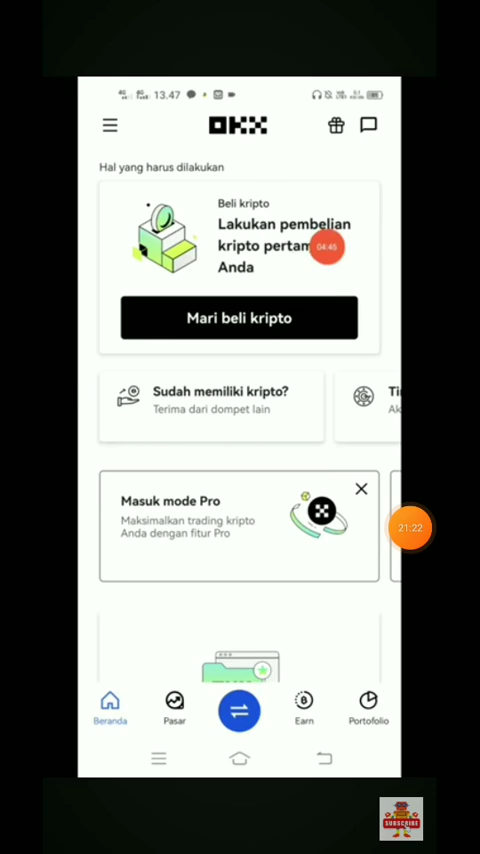 13.47
OKX
Hal yang harus dilakukan
Beli kripto
Lakukan pembelian
kripto pertam
Anda
04:45
Mari beli kripto
Sudah memiliki kripto?
Terima dari dompet lain
Ti
Ak
Masuk mode Pro
Maksimalkan trading kripto
Anda dengan fitur Pro
21:22
Beranda
Pasar
Earn
Portofolio
SUBSCRIBE